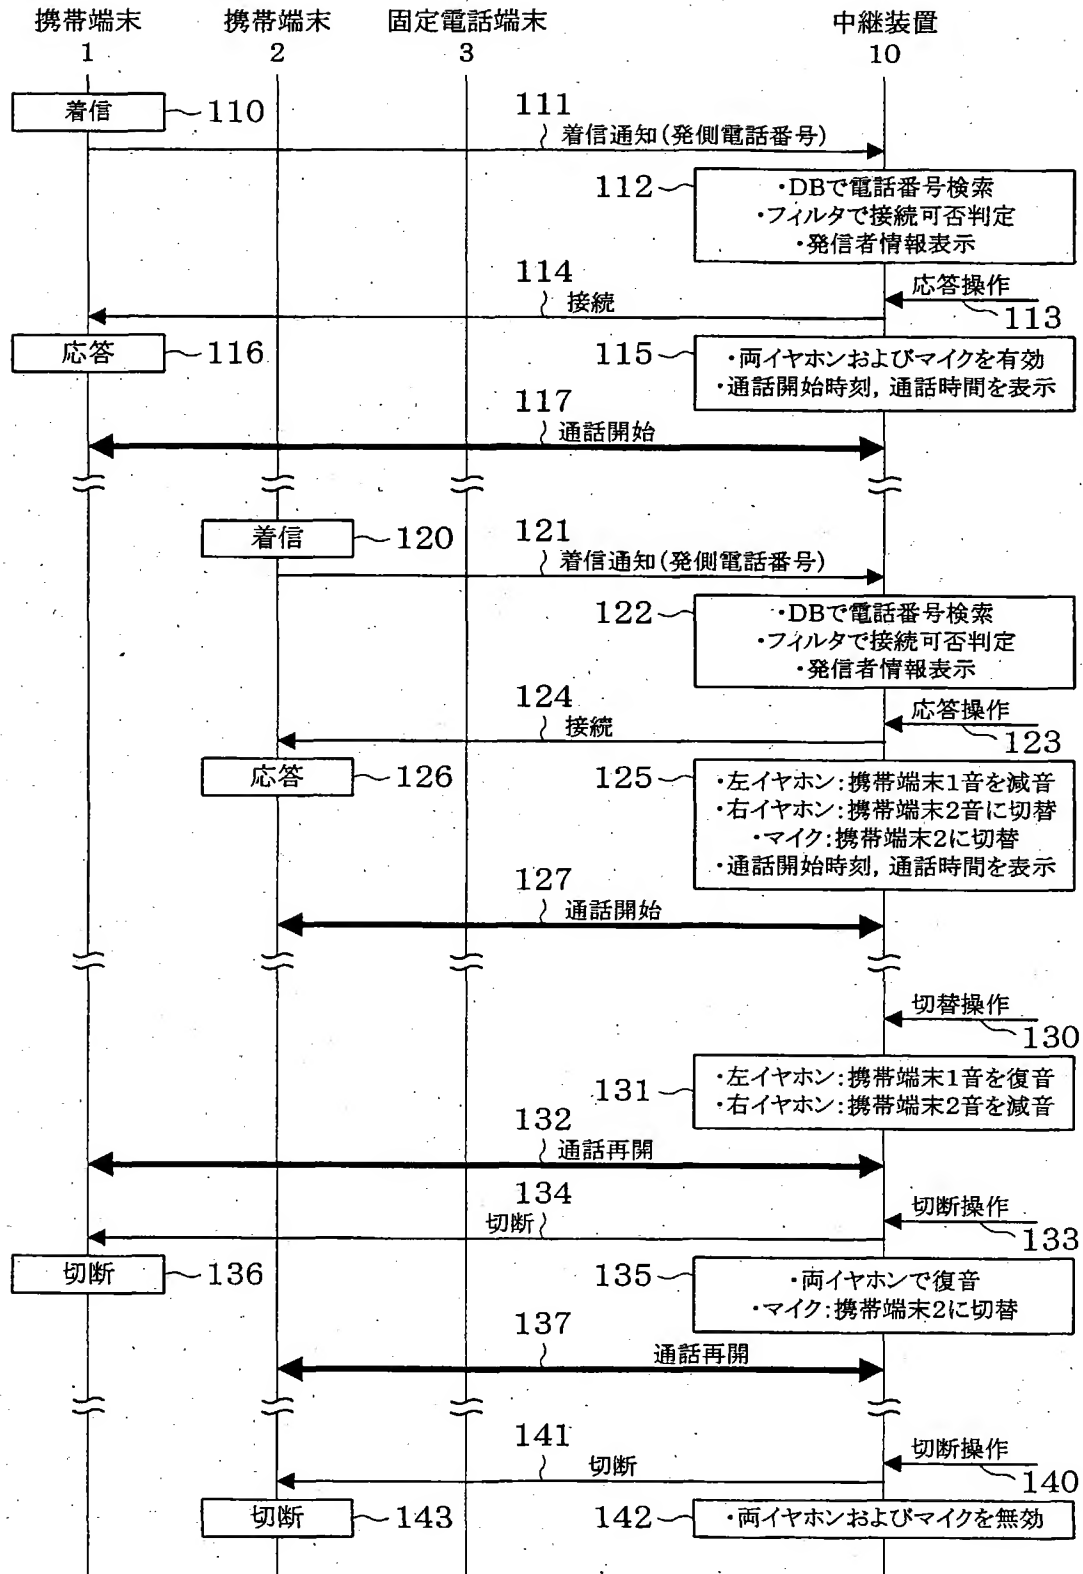 携帯端末 携帯端末 固定電話端末 中継装置
1 2 3 10
着信 110
111
着信通知(発側電話番号)
112
・DBで電話番号検索
・フィルタで接続可否判定
・発信者情報表示
114
接続
応答操作
113
応答 116
115
・両イヤホンおよびマイクを有効
・通話開始時刻, 通話時間を表示
117
通話開始
着信 120
121
着信通知(発側電話番号)
122
・DBで電話番号検索
・フィルタで接続可否判定
・発信者情報表示
124
接続
応答操作
123
応答 126
125
・左イヤホン:携帯端末1音を減音
・右イヤホン:携帯端末2音に切替
・マイク:携帯端末2に切替
・通話開始時刻, 通話時間を表示
127
通話開始
切替操作
130
131
・左イヤホン:携帯端末1音を復音
・右イヤホン:携帯端末2音を減音
132
通話再開
134
切断
切断操作
133
切断 136
135
・両イヤホンで復音
・マイク:携帯端末2に切替
137
通話再開
141
切断
切断操作
140
切断 143
142
・両イヤホンおよびマイクを無効